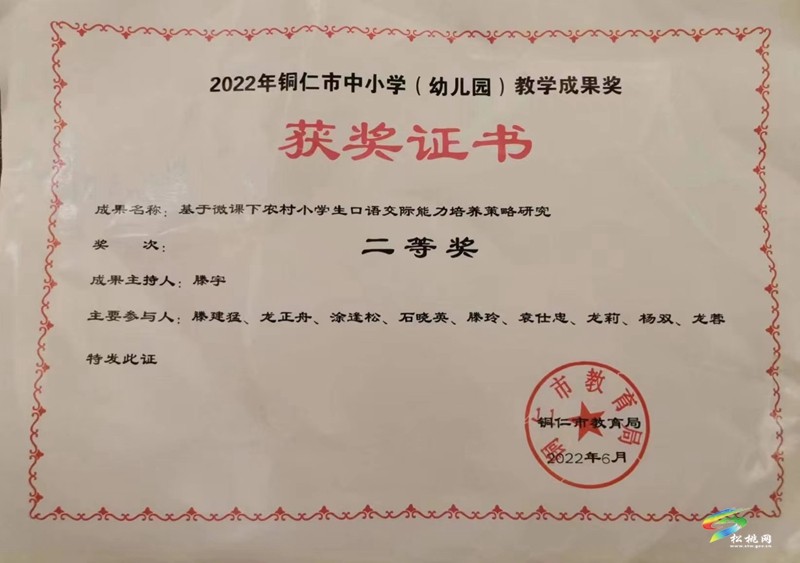 2022年铜仁市中小学（幼儿园）教学成果奖
获奖证书
成果名称：基于微课下农村小学生口语交际能力培养策略研究
奖　　次：二等奖
成果主持人：滕宇
主要参与人：滕建猛、龙正舟、涂逢松、石晓英、滕玲、袁仕忠、龙莉、杨双、龙蓉
特发此证
铜仁市教育局
铜仁市教育局
2022年6月
松桃网
www.stw.gov.cn